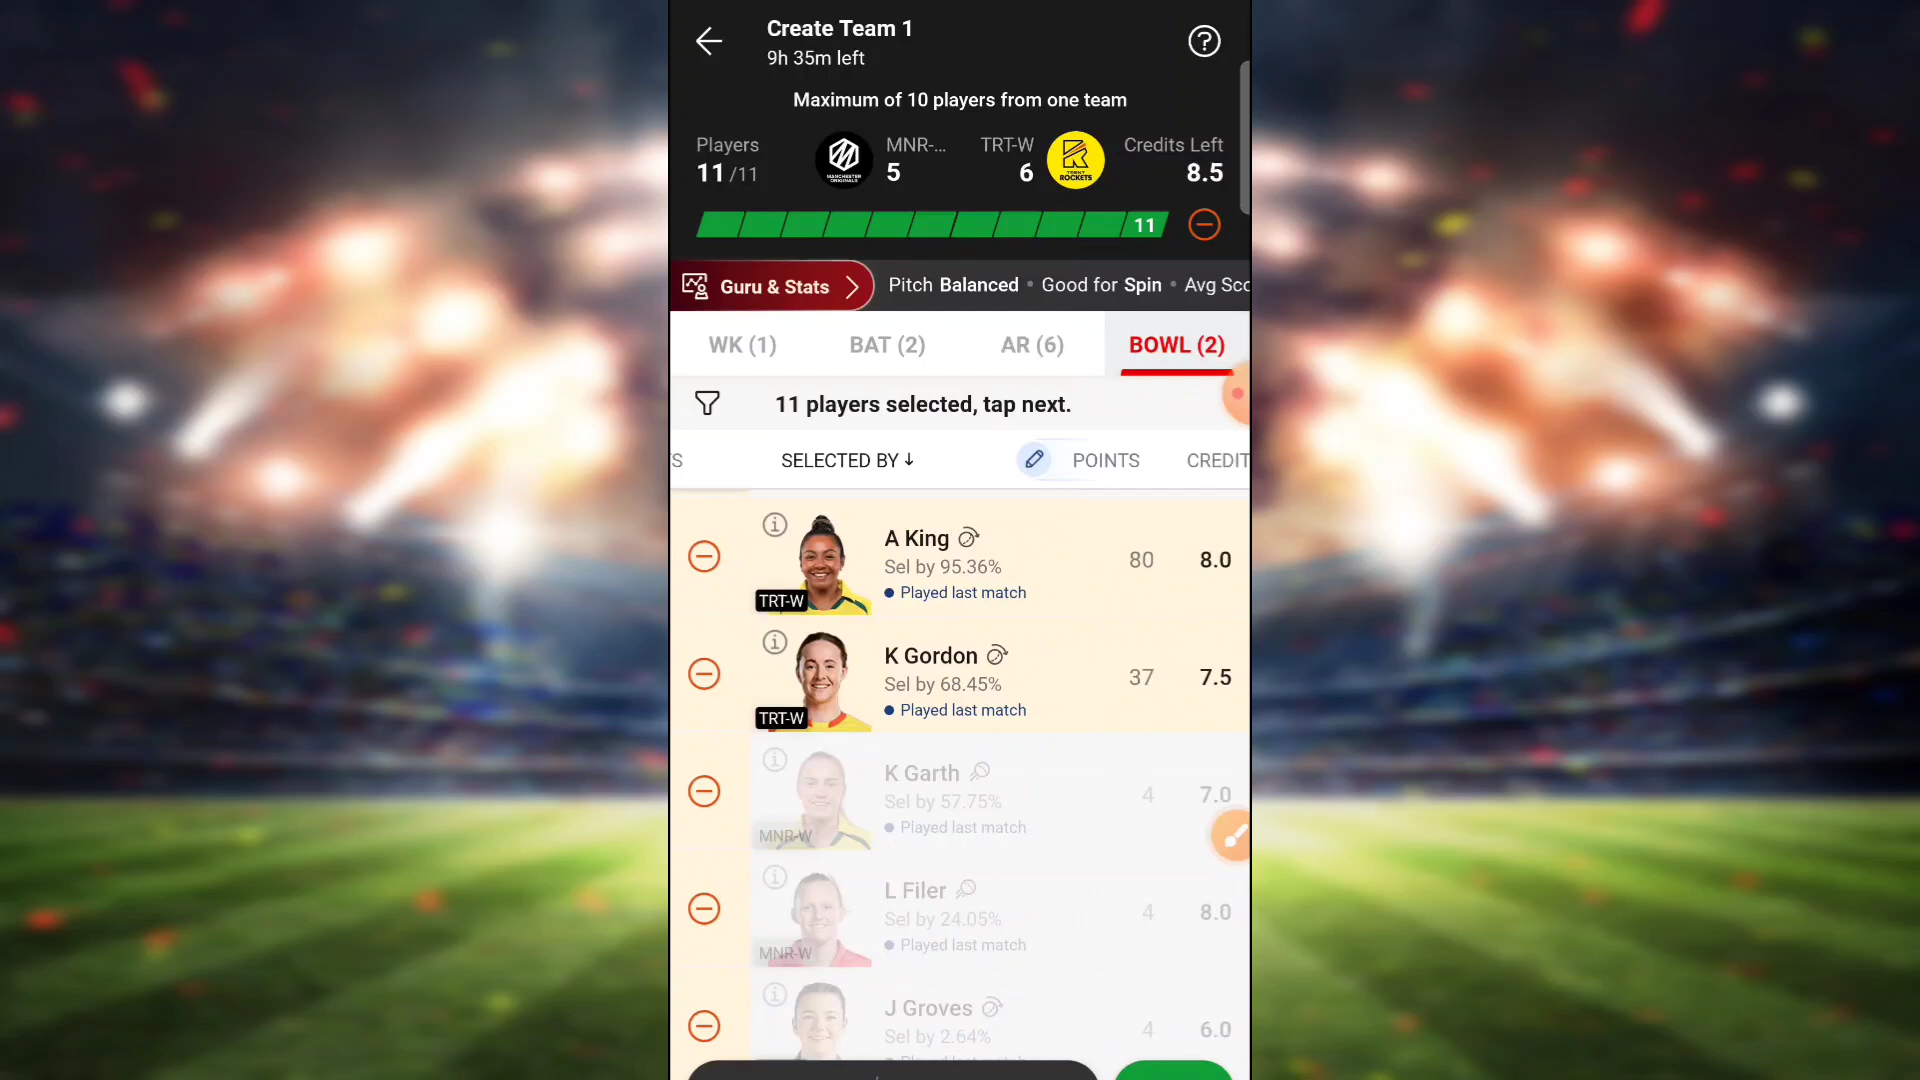 Create Team 1
9h 35m left
Maximum of 10 players from one team
Players
11 /11
MNR-...
5
MANCHESTER
ORIGINALS
TRT-W
6
TRENT
ROCKETS
Credits Left
8.5
11
Guru & Stats
Pitch Balanced • Good for Spin • Avg Sco
WK (1)
BAT (2)
AR (6)
BOWL (2)
11 players selected, tap next.
SELECTED BY ↓
POINTS
CREDIT
A King
Sel by 95.36%
Played last match
TRT-W
80
8.0
K Gordon
Sel by 68.45%
Played last match
TRT-W
37
7.5
K Garth
Sel by 57.75%
Played last match
MNR-W
4
7.0
L Filer
Sel by 24.05%
Played last match
MNR-W
4
8.0
J Groves
Sel by 2.64%
4
6.0